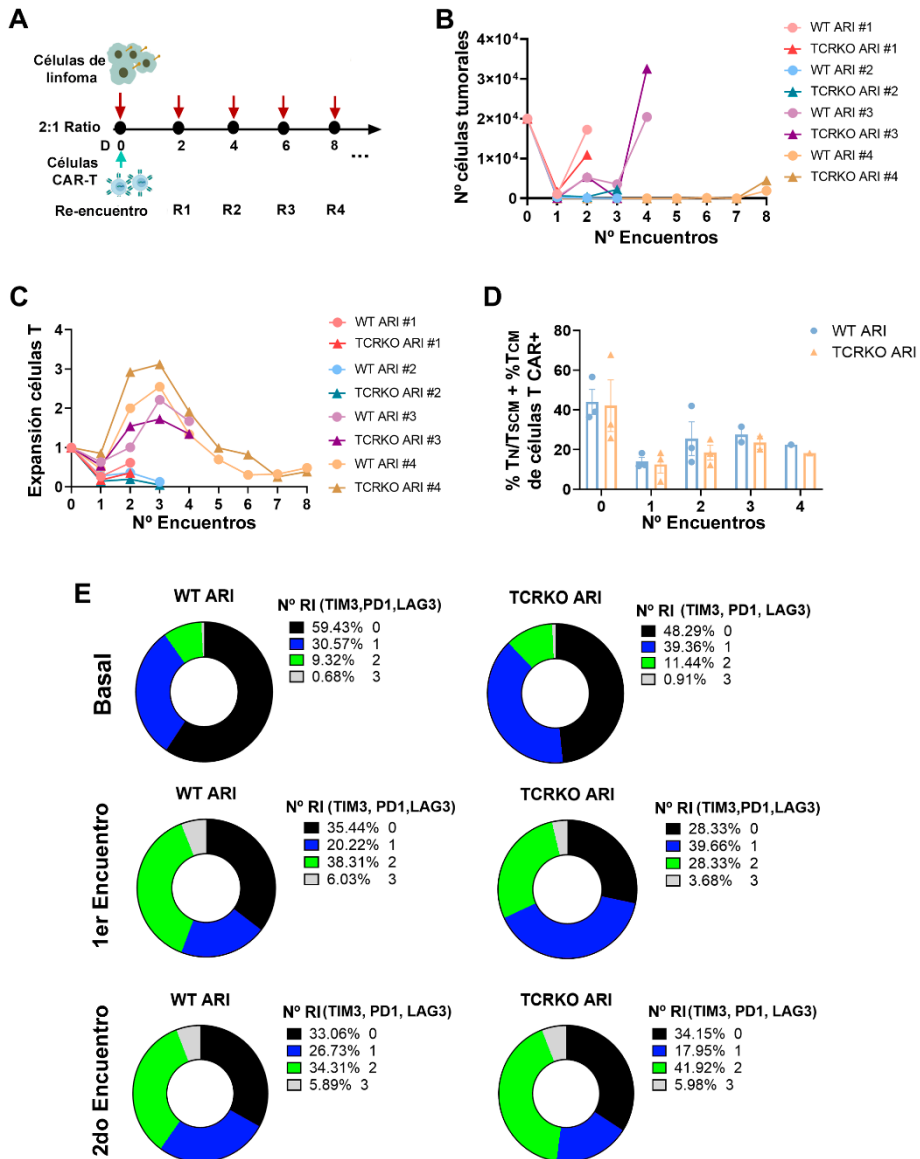 A
Células de
linfoma
2:1 Ratio
D 0 2 4 6 8 ...
Células
CAR-T
Re-encuentro R1 R2 R3 R4
B
Nº células tumorales
4×10⁴
3×10⁴
2×10⁴
1×10⁴
0
0 1 2 3 4 5 6 7 8
Nº Encuentros
WT ARI #1
TCRKO ARI #1
WT ARI #2
TCRKO ARI #2
WT ARI #3
TCRKO ARI #3
WT ARI #4
TCRKO ARI #4
C
Expansión células T
4
3
2
1
0
0 1 2 3 4 5 6 7 8
Nº Encuentros
WT ARI #1
TCRKO ARI #1
WT ARI #2
TCRKO ARI #2
WT ARI #3
TCRKO ARI #3
WT ARI #4
TCRKO ARI #4
D
% TN/TSCM + %TCM
de células T CAR+
80
60
40
20
0
0 1 2 3 4
Nº Encuentros
WT ARI
TCRKO ARI
E
Basal
WT ARI
Nº RI (TIM3,PD1,LAG3)
59.43% 0
30.57% 1
9.32% 2
0.68% 3
TCRKO ARI
Nº RI (TIM3, PD1, LAG3)
48.29% 0
39.36% 1
11.44% 2
0.91% 3
1er Encuentro
WT ARI
Nº RI (TIM3, PD1,LAG3)
35.44% 0
20.22% 1
38.31% 2
6.03% 3
TCRKO ARI
Nº RI (TIM3,PD1,LAG3)
28.33% 0
39.66% 1
28.33% 2
3.68% 3
2do Encuentro
WT ARI
Nº RI(TIM3, PD1, LAG3)
33.06% 0
26.73% 1
34.31% 2
5.89% 3
TCRKO ARI
Nº RI(TIM3, PD1, LAG3)
34.15% 0
17.95% 1
41.92% 2
5.98% 3